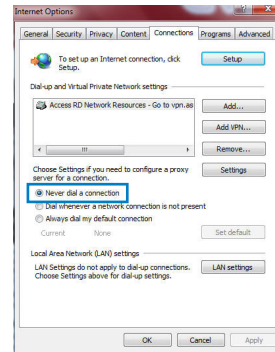 Internet Options
General Security Privacy Content Connections Programs Advanced
To set up an Internet connection, click
Setup.
Setup
Dial-up and Virtual Private Network settings
Access RD Network Resources - Go to vpn.as
Add...
Add VPN...
Remove...
Choose Settings if you need to configure a proxy
server for a connection.
Settings
Never dial a connection
Dial whenever a network connection is not present
Always dial my default connection
Current None
Set default
Local Area Network (LAN) settings
LAN Settings do not apply to dial-up connections.
Choose Settings above for dial-up settings.
LAN settings
OK Cancel Apply